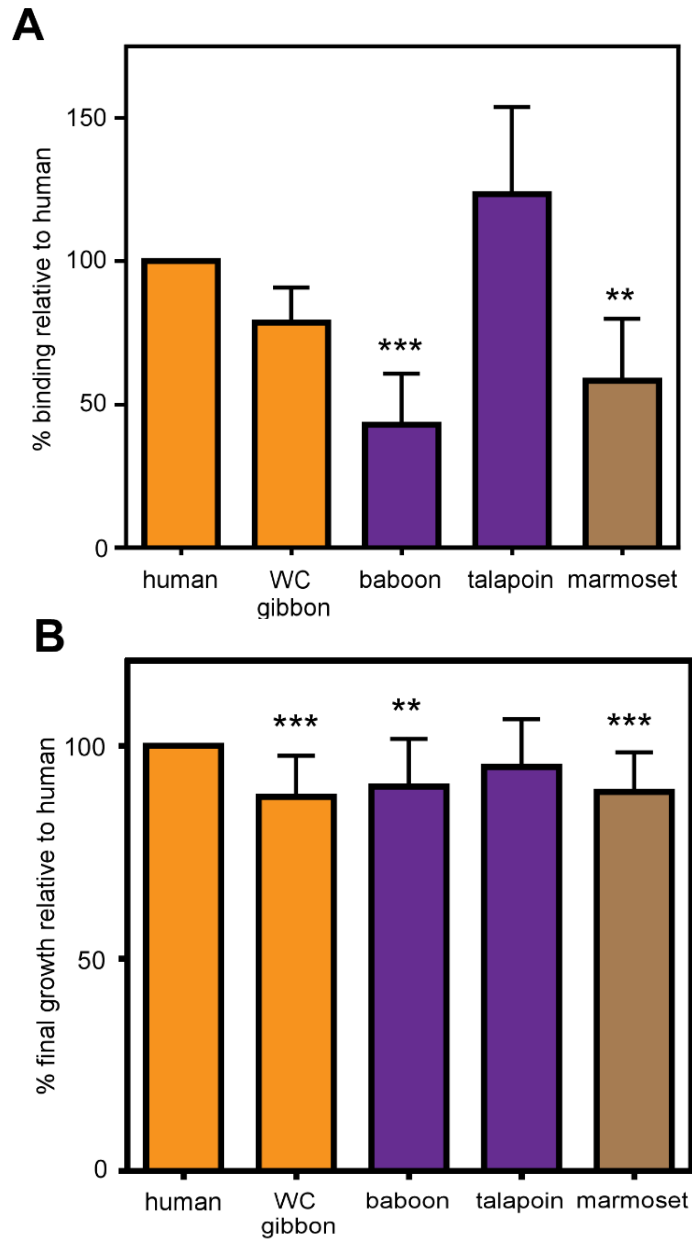 A
% binding relative to human
150
100
50
0
***
**
human
WC
gibbon
baboon
talapoin
marmoset
B
% final growth relative to human
100
50
0
***
**
***
human
WC
gibbon
baboon
talapoin
marmoset